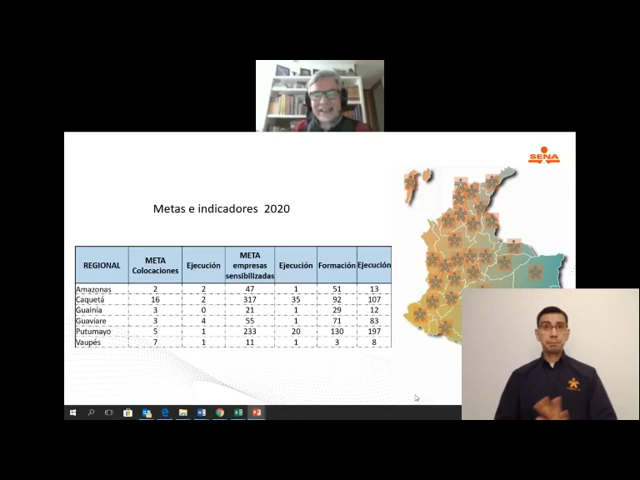 SENA
Metas e indicadores 2020
REGIONAL META Colocaciones Ejecución META empresas sensibilizadas Ejecución Formación Ejecución
Amazonas 2 2 47 1 51 13
Caquetá 16 2 317 35 92 107
Guainía 3 0 21 1 29 12
Guaviare 3 4 55 1 71 83
Putumayo 5 1 233 20 130 197
Vaupés 7 1 11 1 3 8